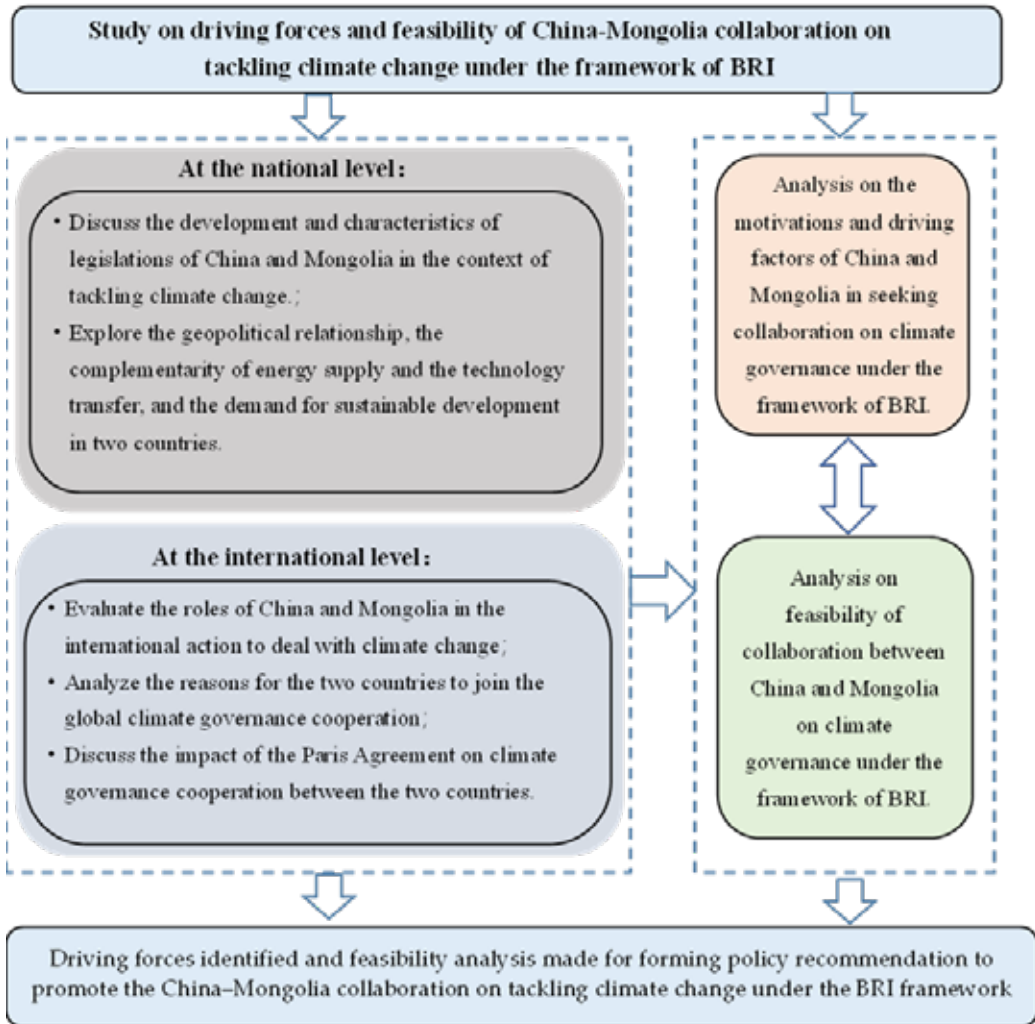 Study on driving forces and feasibility of China-Mongolia collaboration on
tackling climate change under the framework of BRI
At the national level:
• Discuss the development and characteristics of
legislations of China and Mongolia in the context of
tackling climate change.;
• Explore the geopolitical relationship, the
complementarity of energy supply and the technology
transfer, and the demand for sustainable development
in two countries.
At the international level:
• Evaluate the roles of China and Mongolia in the
international action to deal with climate change;
• Analyze the reasons for the two countries to join the
global climate governance cooperation;
• Discuss the impact of the Paris Agreement on climate
governance cooperation between the two countries.
Analysis on the
motivations and driving
factors of China and
Mongolia in seeking
collaboration on climate
governance under the
framework of BRI.
Analysis on
feasibility of
collaboration between
China and Mongolia
on climate
governance under the
framework of BRI.
Driving forces identified and feasibility analysis made for forming policy recommendation to
promote the China–Mongolia collaboration on tackling climate change under the BRI framework